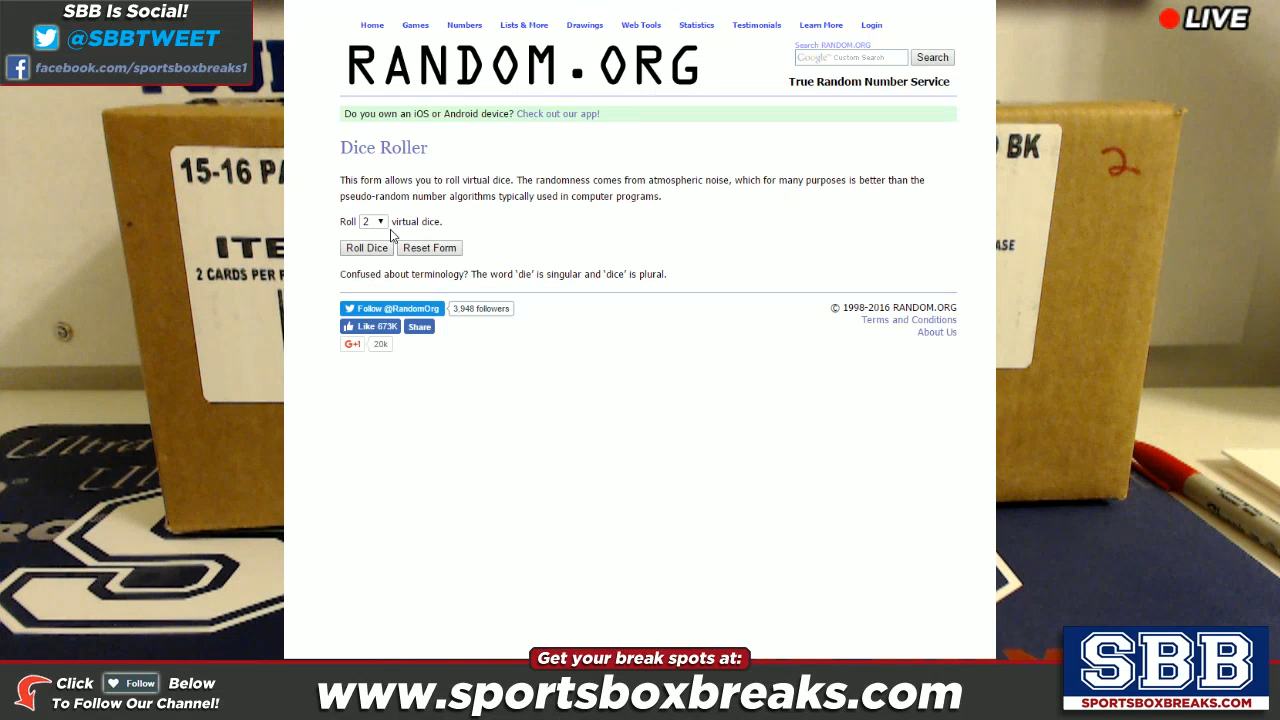 SBB Is Social!
@SBBTWEET
facebook.com/sportsboxbreaks1
LIVE
Home Games Numbers Lists & More Drawings Web Tools Statistics Testimonials Learn More Login
RANDOM.ORG
Search RANDOM.ORG
Google Custom Search
Search
True Random Number Service
Do you own an iOS or Android device? Check out our app!
Dice Roller
This form allows you to roll virtual dice. The randomness comes from atmospheric noise, which for many purposes is better than the
pseudo-random number algorithms typically used in computer programs.
Roll 2 virtual dice.
Roll Dice Reset Form
Confused about terminology? The word 'die' is singular and 'dice' is plural.
Follow @RandomOrg 3,948 followers
Like 673K Share
G+1 20k
© 1998-2016 RANDOM.ORG
Terms and Conditions
About Us
15-16 PA
ITE
2 CARDS PER
BK
2
ASE
Get your break spots at:
Click Follow Below
To Follow Our Channel!
www.sportsboxbreaks.com
SBB
SPORTSBOXBREAKS.COM